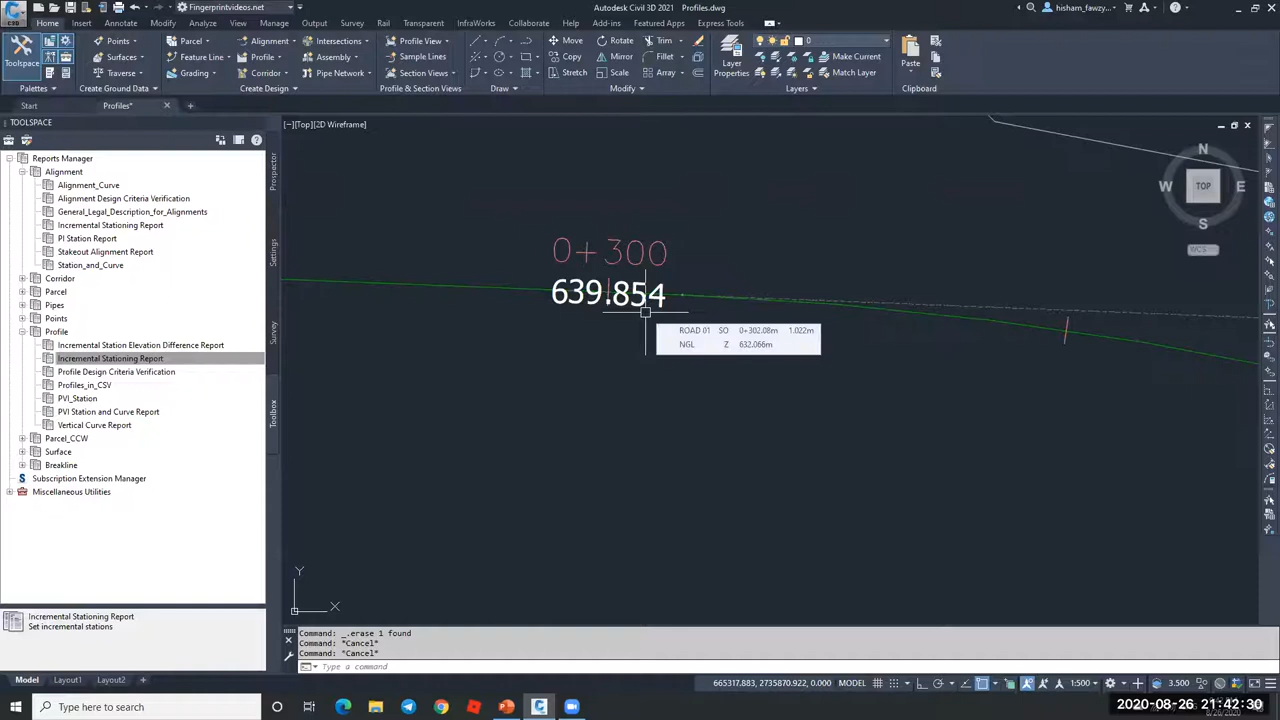 C3D
Fingerprintvideos.net
Autodesk Civil 3D 2021 Profiles.dwg
hisham_fawzy...
Home Insert Annotate Modify Analyze View Manage Output Survey Rail Transparent InfraWorks Collaborate Help Add-ins Featured Apps Express Tools
Toolspace
Palettes
Points
Surfaces
Traverse
Create Ground Data
Parcel
Feature Line
Grading
Alignment
Profile
Corridor
Intersections
Assembly
Pipe Network
Create Design
Profile View
Sample Lines
Section Views
Profile & Section Views
Draw
Move Rotate Trim
Copy Mirror Fillet
Stretch Scale Array
Modify
Layer
Properties
0
Make Current
Match Layer
Layers
Paste
Clipboard
Start
Profiles*
TOOLSPACE
Reports Manager
Alignment
Alignment_Curve
Alignment Design Criteria Verification
General_Legal_Description_for_Alignments
Incremental Stationing Report
PI Station Report
Stakeout Alignment Report
Station_and_Curve
Corridor
Parcel
Pipes
Points
Profile
Incremental Station Elevation Difference Report
Incremental Stationing Report
Profile Design Criteria Verification
Profiles_in_CSV
PVI_Station
PVI Station and Curve Report
Vertical Curve Report
Parcel_CCW
Surface
Breakline
Subscription Extension Manager
Miscellaneous Utilities
Incremental Stationing Report
Set incremental stations
Prospector
Settings
Survey
Toolbox
[−][Top][2D Wireframe]
N
W TOP E
S
WCS
0+300
639.854
ROAD 01 SO 0+302.08m 1.022m
NGL Z 632.066m
Y
X
Command: _.erase 1 found
Command: *Cancel*
Command: *Cancel*
Type a command
Model Layout1 Layout2
665317.883, 2735870.922, 0.000 MODEL
1:500
3.500
Type here to search
2020-08-26 21:42:30